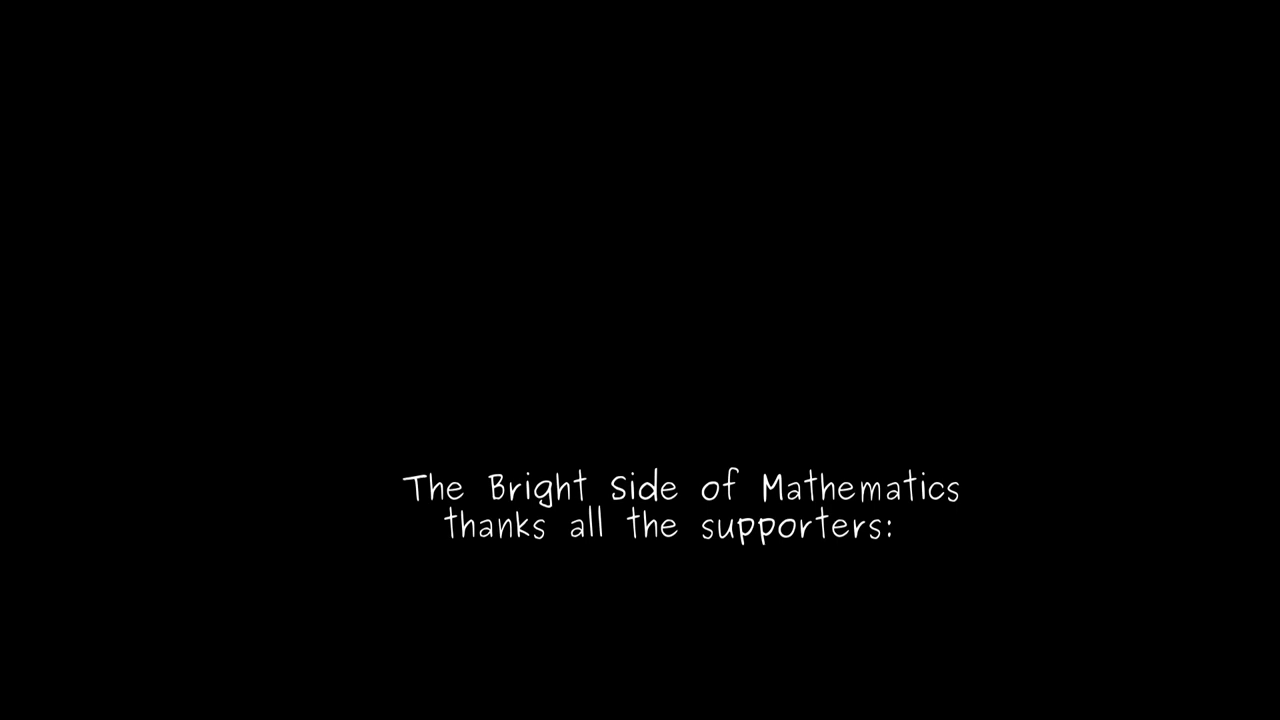 The Bright Side of Mathematics
thanks all the supporters: